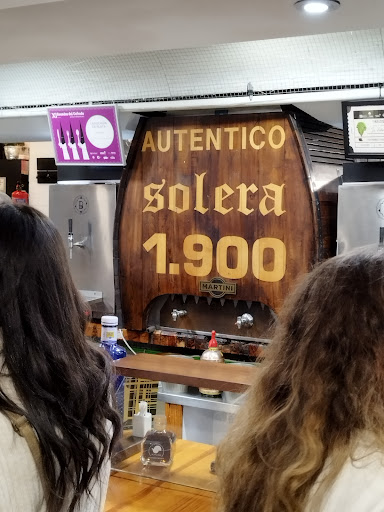 AUTENTICO
solera
1.900
MARTINI